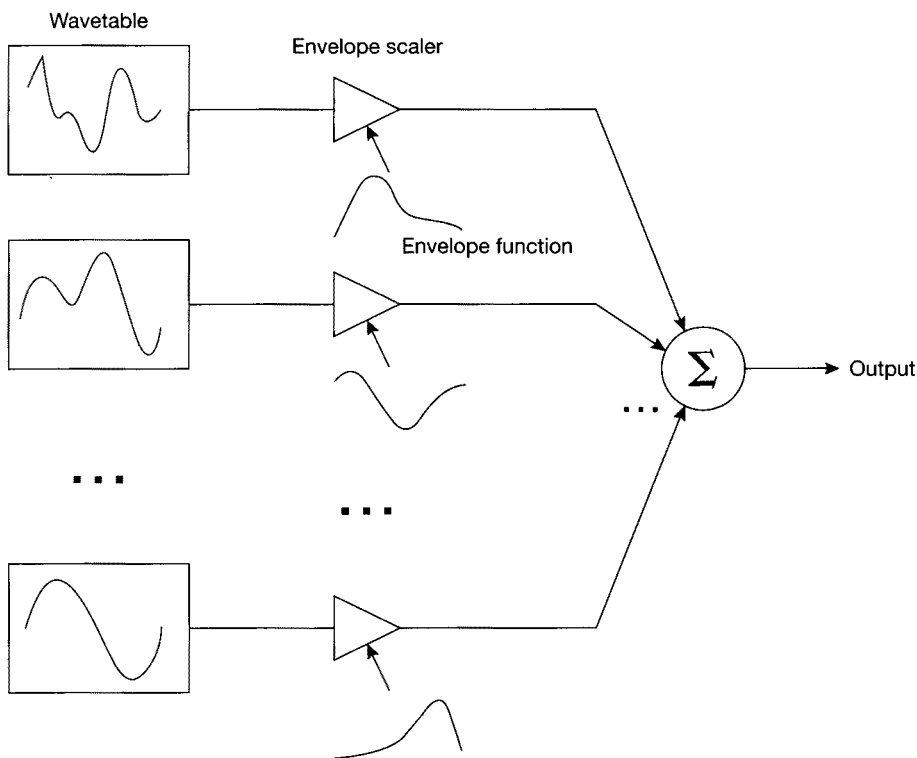 Wavetable
Envelope scaler
Envelope function
Σ
Output